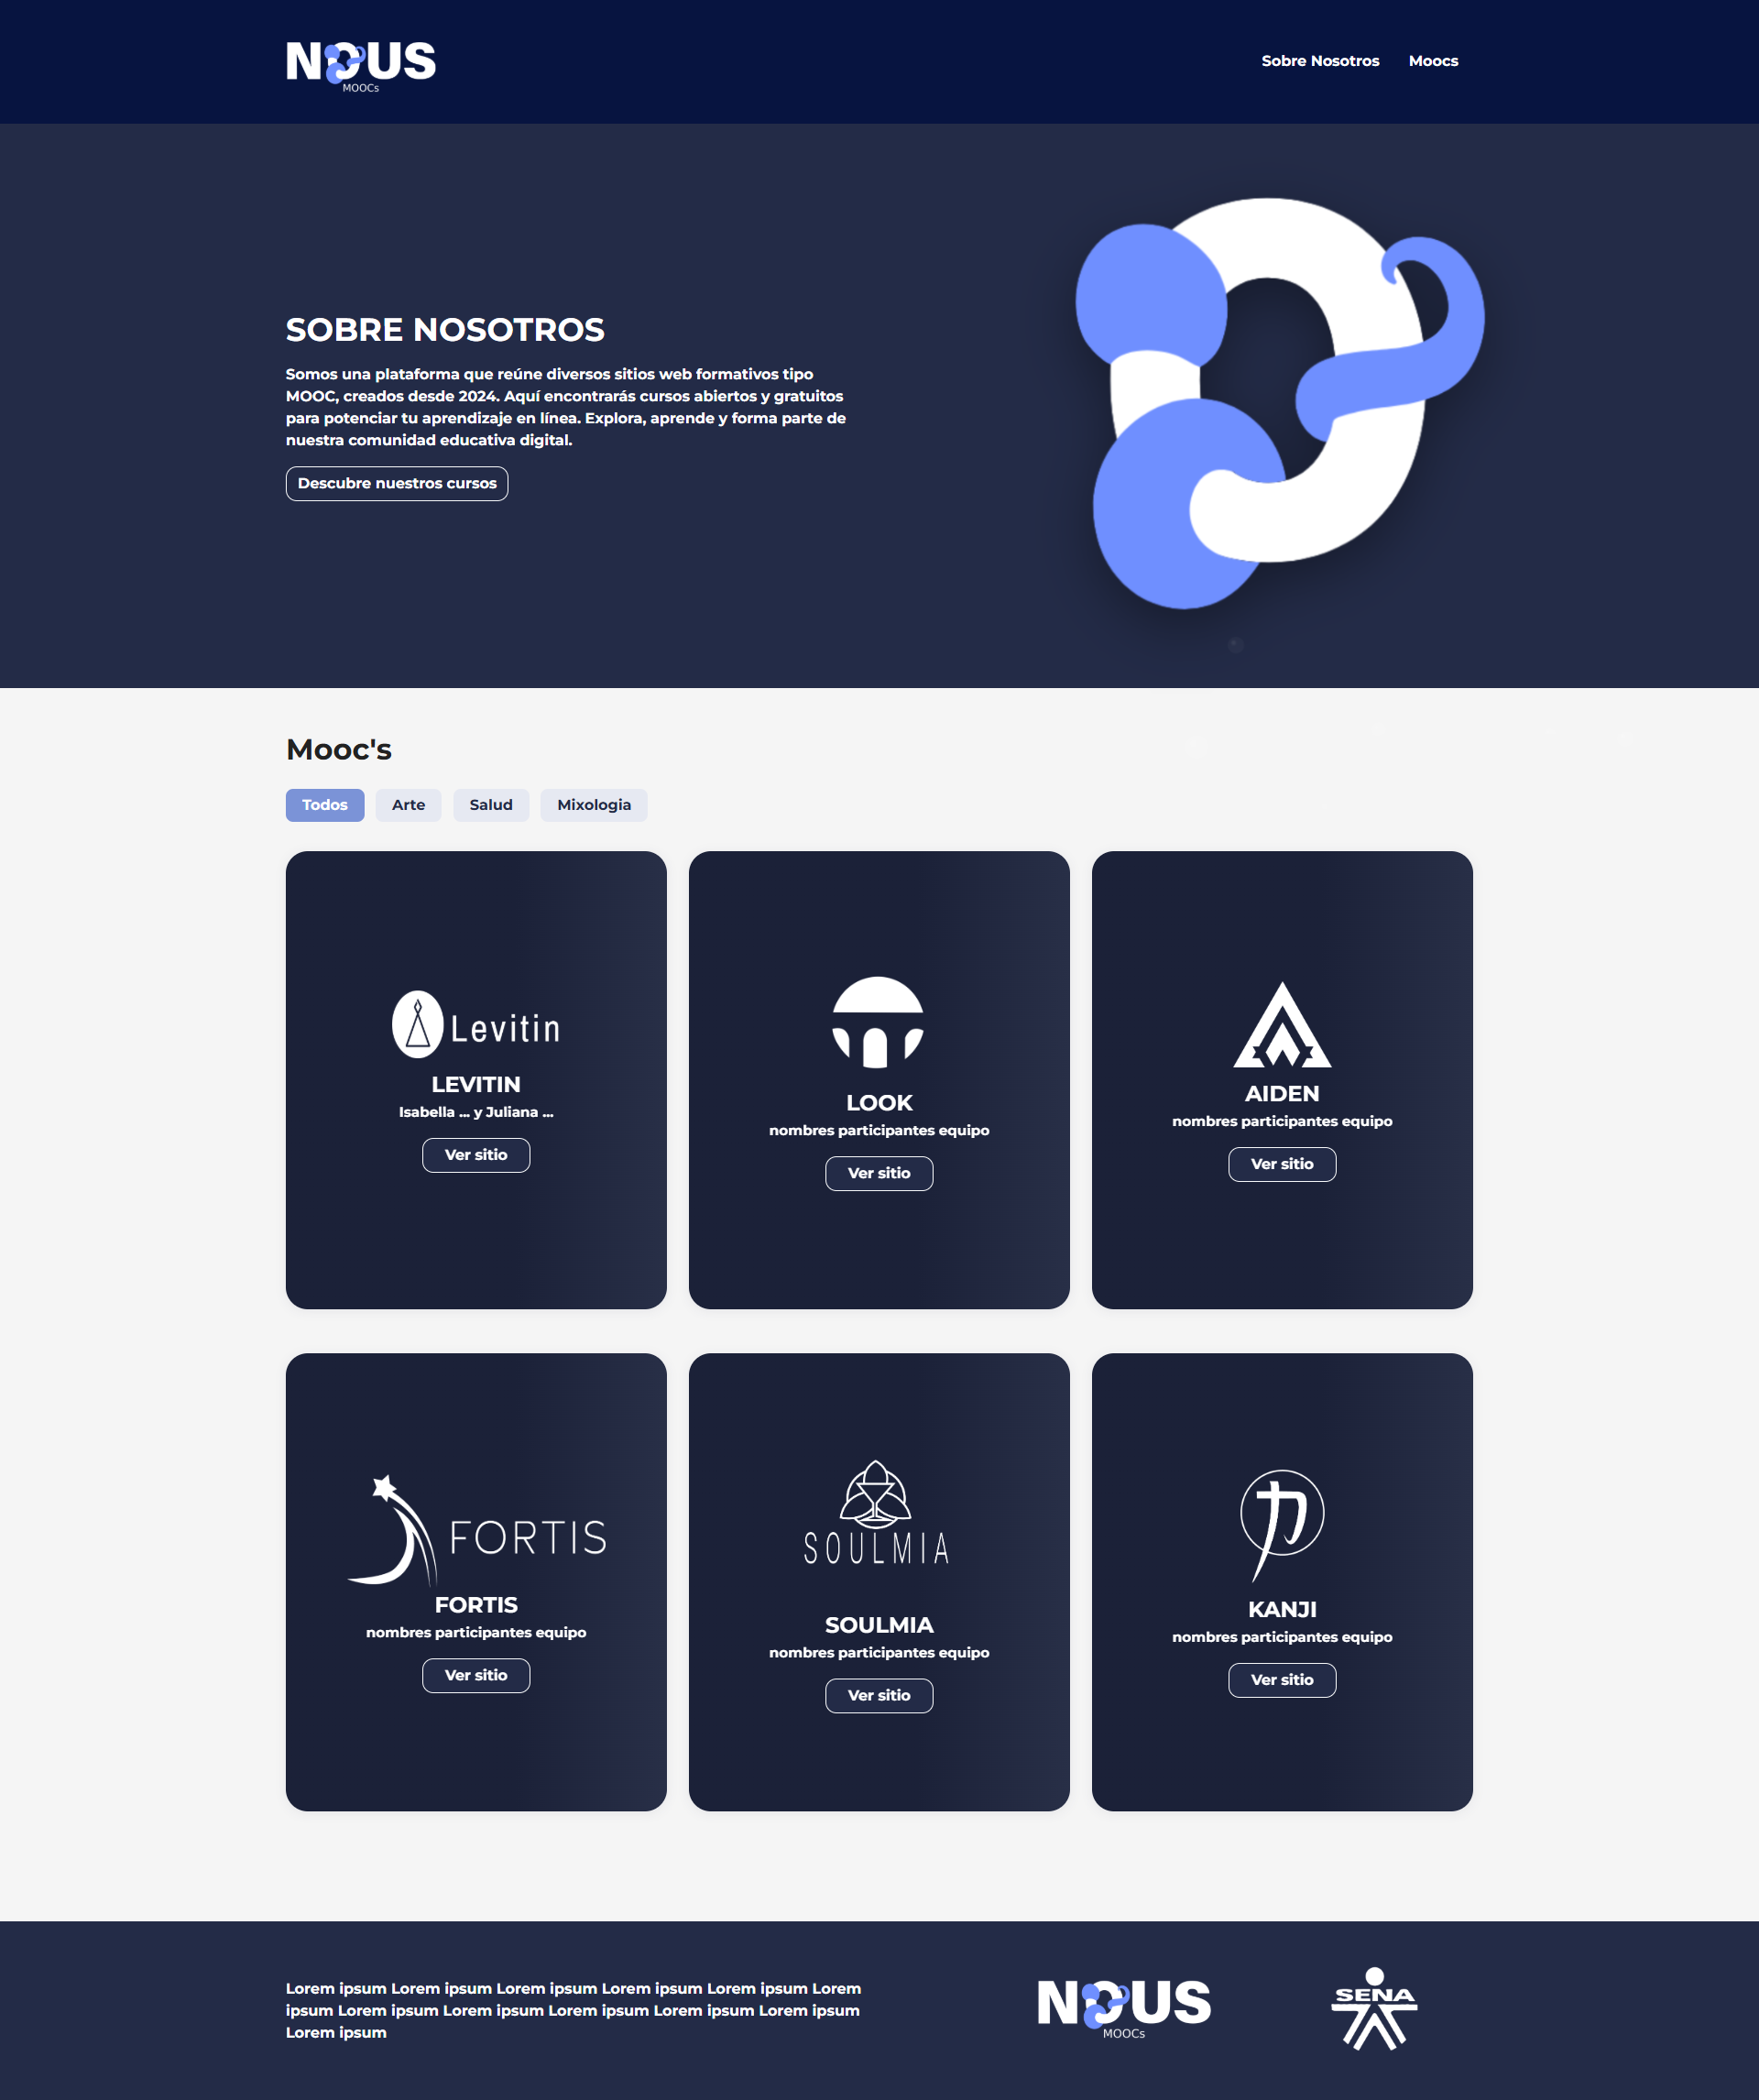 NOUS
MOOCs
Sobre Nosotros
Moocs
SOBRE NOSOTROS
Somos una plataforma que reúne diversos sitios web formativos tipo
MOOC, creados desde 2024. Aquí encontrarás cursos abiertos y gratuitos
para potenciar tu aprendizaje en línea. Explora, aprende y forma parte de
nuestra comunidad educativa digital.
Descubre nuestros cursos
Mooc's
Todos
Arte
Salud
Mixologia
Levitin
LEVITIN
Isabella ... y Juliana ...
Ver sitio
LOOK
nombres participantes equipo
Ver sitio
AIDEN
nombres participantes equipo
Ver sitio
FORTIS
FORTIS
nombres participantes equipo
Ver sitio
SOULMIA
SOULMIA
nombres participantes equipo
Ver sitio
力
KANJI
nombres participantes equipo
Ver sitio
Lorem ipsum Lorem ipsum Lorem ipsum Lorem ipsum Lorem ipsum Lorem
ipsum Lorem ipsum Lorem ipsum Lorem ipsum Lorem ipsum Lorem ipsum
Lorem ipsum
NOUS
MOOCs
SENA